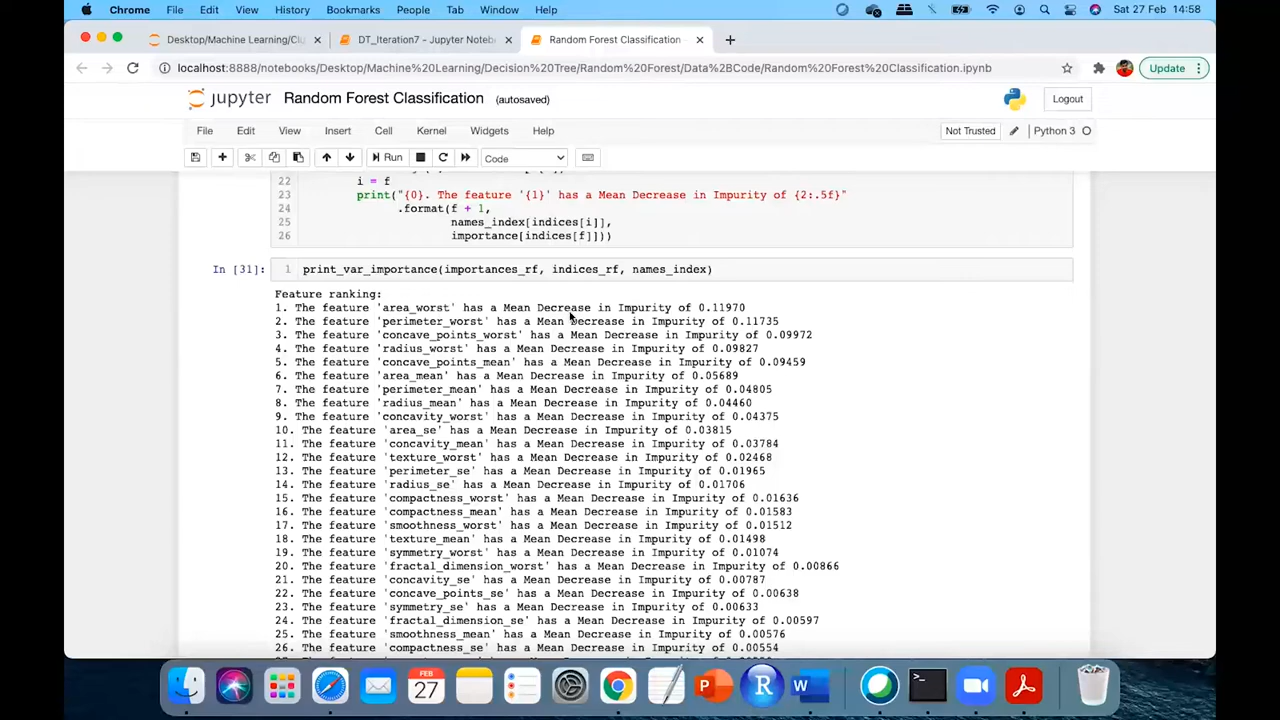 Chrome File Edit View History Bookmarks People Tab Window Help Sat 27 Feb 14:58
Desktop/Machine Learning/Clu DT_Iteration7 - Jupyter Noteb Random Forest Classification
localhost:8888/notebooks/Desktop/Machine%20Learning/Decision%20Tree/Random%20Forest/Data%2BCode/Random%20Forest%20Classification.ipynb Update
jupyter Random Forest Classification (autosaved) Logout
File Edit View Insert Cell Kernel Widgets Help Not Trusted Python 3
Run Code
22 i = f
23 print("{0}. The feature '{1}' has a Mean Decrease in Impurity of {2:.5f}"
24 .format(f + 1,
25 names_index[indices[i]],
26 importance[indices[f]]))
In [31]: 1 print_var_importance(importances_rf, indices_rf, names_index)
Feature ranking:
1. The feature 'area_worst' has a Mean Decrease in Impurity of 0.11970
2. The feature 'perimeter_worst' has a Mean Decrease in Impurity of 0.11735
3. The feature 'concave_points_worst' has a Mean Decrease in Impurity of 0.09972
4. The feature 'radius_worst' has a Mean Decrease in Impurity of 0.09827
5. The feature 'concave_points_mean' has a Mean Decrease in Impurity of 0.09459
6. The feature 'area_mean' has a Mean Decrease in Impurity of 0.05689
7. The feature 'perimeter_mean' has a Mean Decrease in Impurity of 0.04805
8. The feature 'radius_mean' has a Mean Decrease in Impurity of 0.04460
9. The feature 'concavity_worst' has a Mean Decrease in Impurity of 0.04375
10. The feature 'area_se' has a Mean Decrease in Impurity of 0.03815
11. The feature 'concavity_mean' has a Mean Decrease in Impurity of 0.03784
12. The feature 'texture_worst' has a Mean Decrease in Impurity of 0.02468
13. The feature 'perimeter_se' has a Mean Decrease in Impurity of 0.01965
14. The feature 'radius_se' has a Mean Decrease in Impurity of 0.01706
15. The feature 'compactness_worst' has a Mean Decrease in Impurity of 0.01636
16. The feature 'compactness_mean' has a Mean Decrease in Impurity of 0.01583
17. The feature 'smoothness_worst' has a Mean Decrease in Impurity of 0.01512
18. The feature 'texture_mean' has a Mean Decrease in Impurity of 0.01498
19. The feature 'symmetry_worst' has a Mean Decrease in Impurity of 0.01074
20. The feature 'fractal_dimension_worst' has a Mean Decrease in Impurity of 0.00866
21. The feature 'concavity_se' has a Mean Decrease in Impurity of 0.00787
22. The feature 'concave_points_se' has a Mean Decrease in Impurity of 0.00638
23. The feature 'symmetry_se' has a Mean Decrease in Impurity of 0.00633
24. The feature 'fractal_dimension_se' has a Mean Decrease in Impurity of 0.00597
25. The feature 'smoothness_mean' has a Mean Decrease in Impurity of 0.00576
26. The feature 'compactness_se' has a Mean Decrease in Impurity of 0.00554
FEB
27
P R W